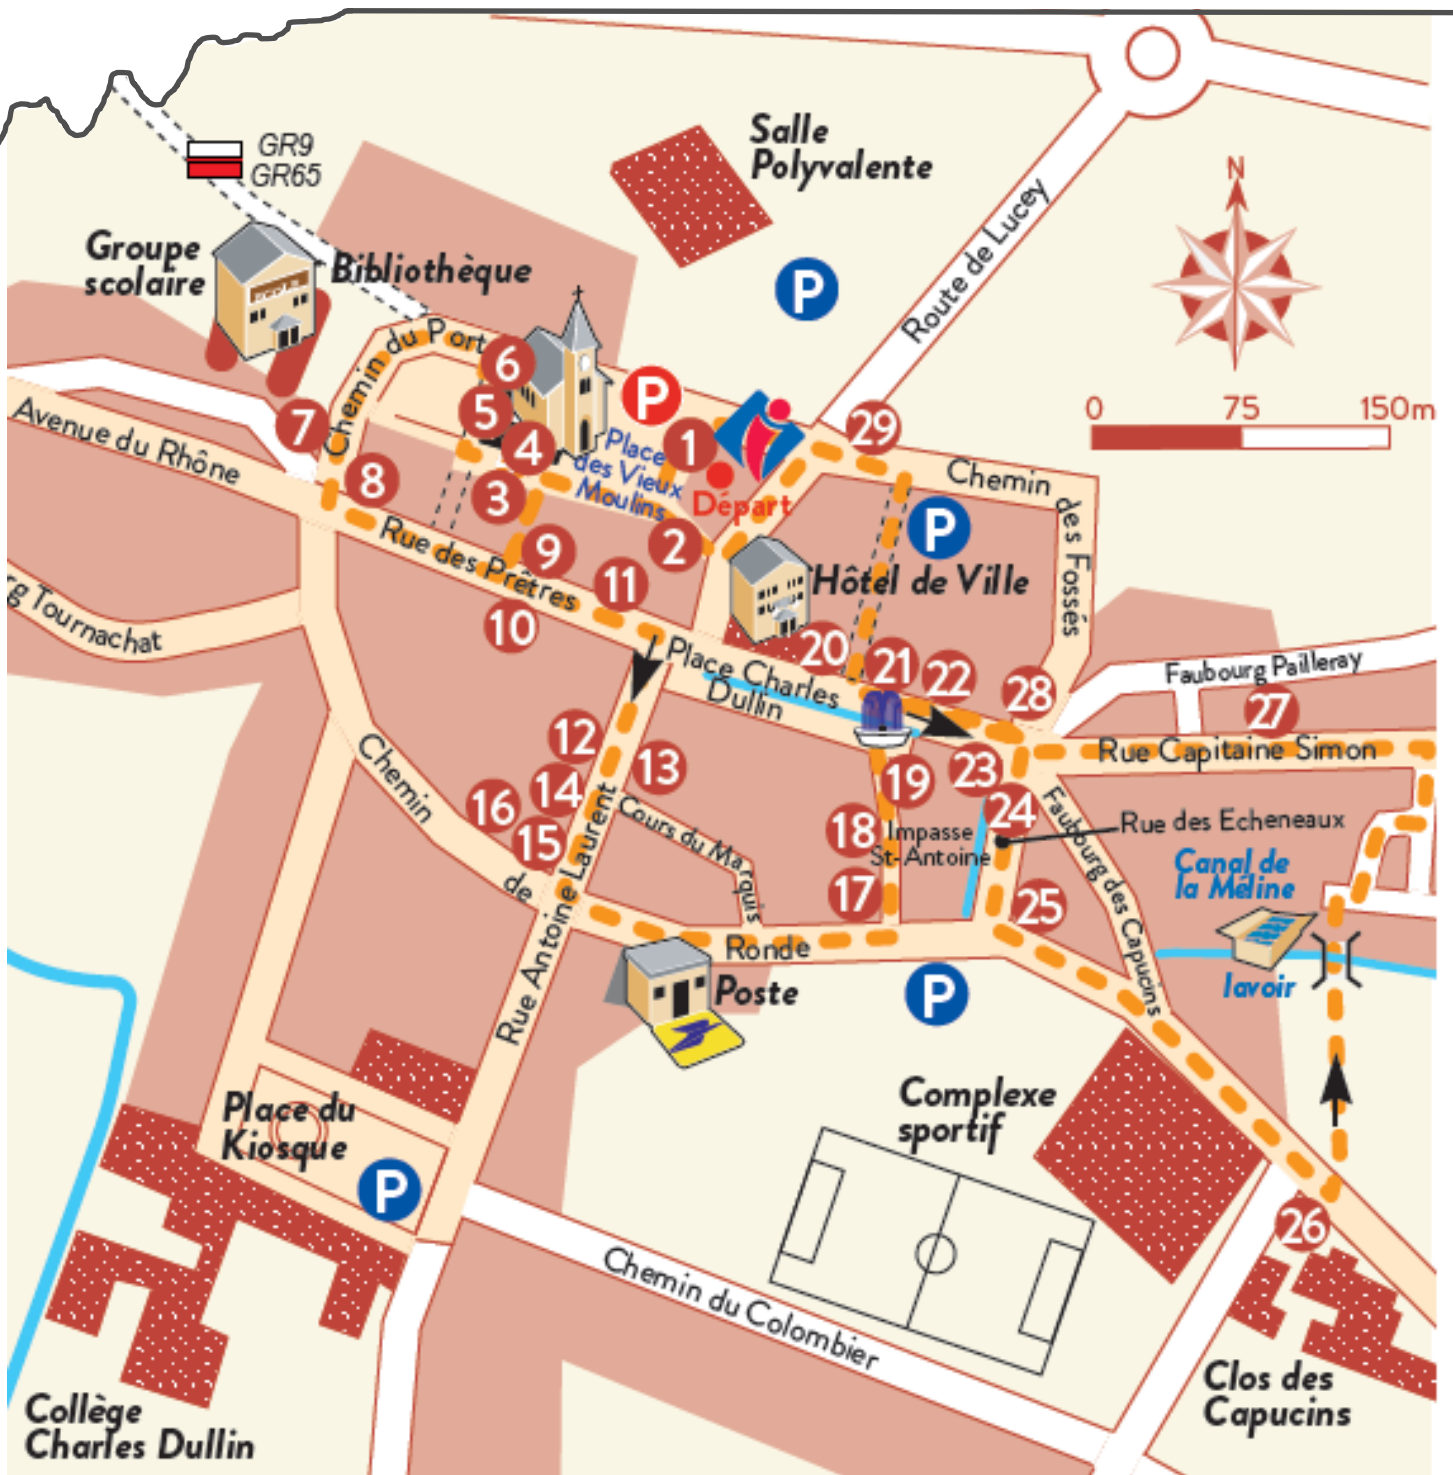 GR9
GR65
Salle
Polyvalente
N
Groupe
scolaire
Bibliothèque
P
Route de Lucey
0 75 150m
Chemin du Port
6
5
P
7
4
1
29
Avenue du Rhône
Place
des Vieux
Moulins
Départ
Chemin
des Fossés
8
3
P
2
Rue des Prêtres
9
11
Hôtel de Ville
10
rg Tournachat
20
21
22
28
Place Charles
Dullin
Faubourg Pailleray
27
12
13
19
23
Rue Capitaine Simon
14
16
15
24
18
17
Impasse
St-Antoine
Rue des Echeneaux
Cours du Marquis
Chemin
de
Ronde
Rue Antoine Laurent
Faubourg des Capucins
Canal de
la Méline
25
lavoir
Poste
P
Complexe
sportif
Place du
Kiosque
P
26
Chemin du Colombier
Clos des
Capucins
Collège
Charles Dullin